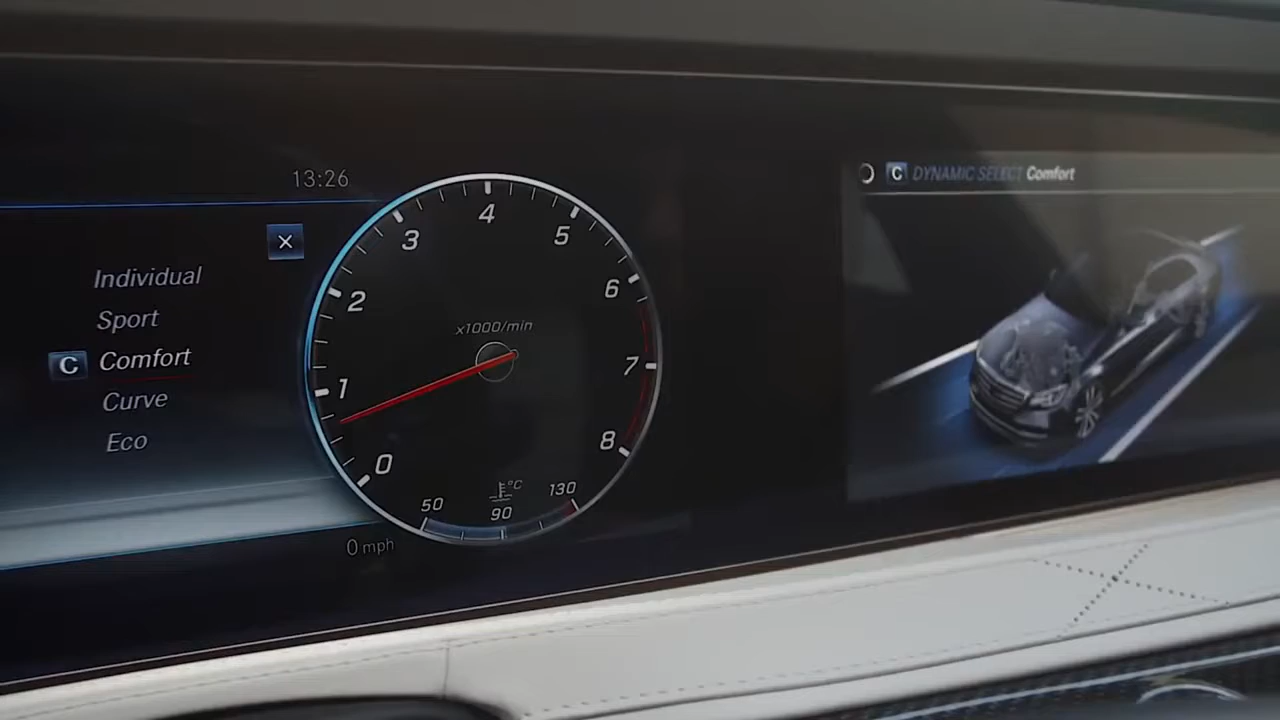 13:26
×
Individual
Sport
C Comfort
Curve
Eco
0
1
2
3
4
5
6
7
8
x1000/min
°C
50
90
130
0 mph
C DYNAMIC SELECT Comfort